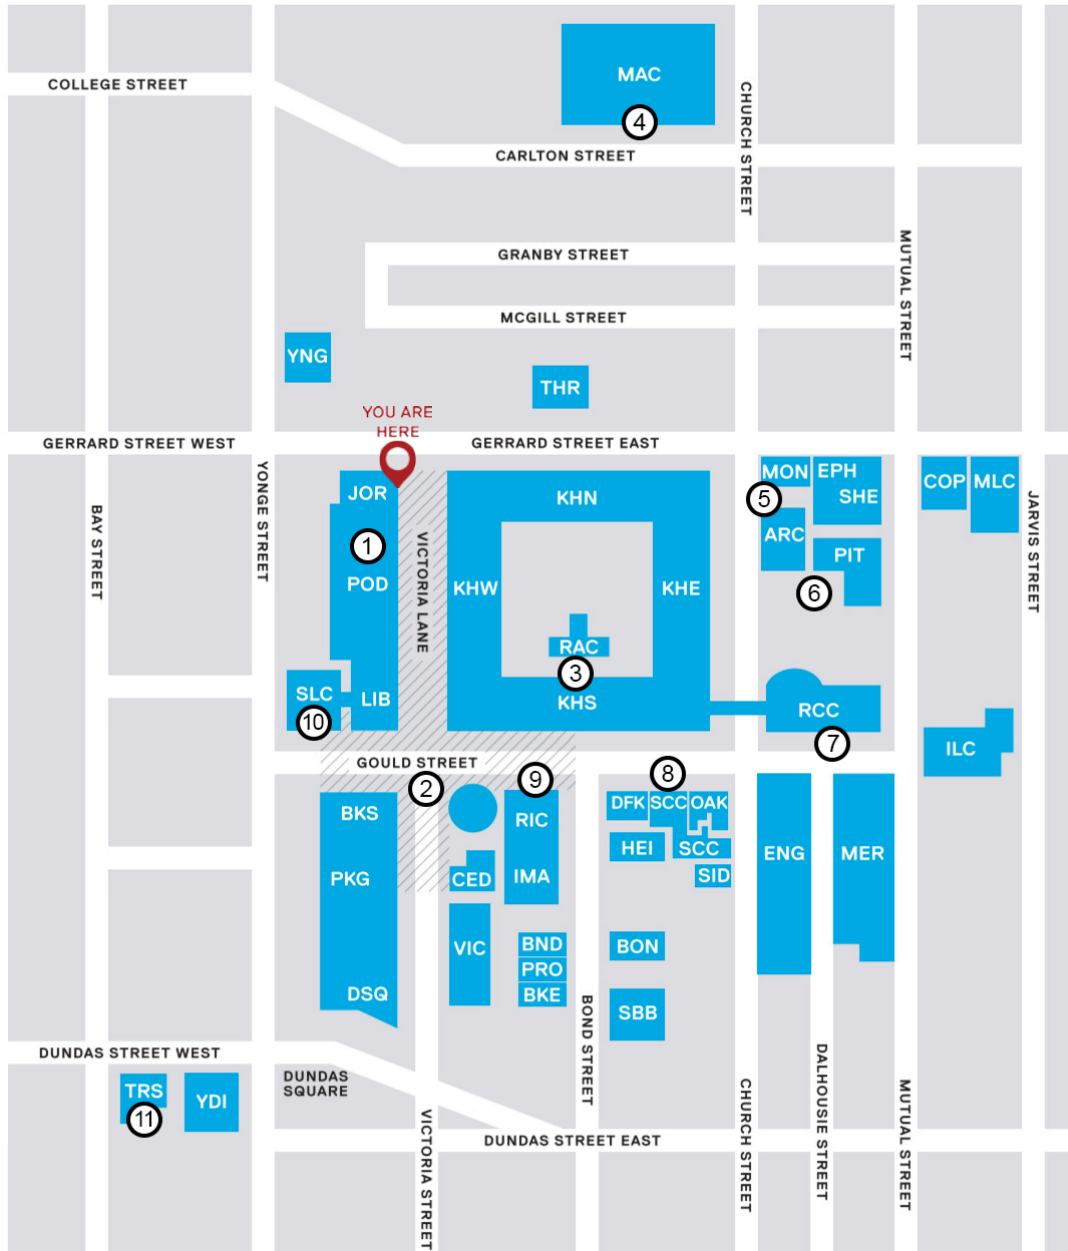 MAC
COLLEGE STREET
4
CHURCH STREET
CARLTON STREET
GRANBY STREET
MUTUAL STREET
MCGILL STREET
YNG
THR
YOU ARE
HERE
GERRARD STREET WEST
GERRARD STREET EAST
YONGE STREET
BAY STREET
JOR
KHN
MON
EPH
SHE
COP
MLC
5
JARVIS STREET
1
VICTORIA LANE
ARC
PIT
POD
KHW
KHE
6
RAC
3
SLC
LIB
KHS
10
RCC
7
ILC
GOULD STREET
2
9
8
BKS
RIC
DFK
SCC
OAK
HEI
SCC
ENG
MER
PKG
CED
IMA
SID
VIC
BND
BON
PRO
DSQ
BKE
SBB
BOND STREET
DUNDAS STREET WEST
DUNDAS
SQUARE
TRS
YDI
11
VICTORIA STREET
DUNDAS STREET EAST
CHURCH STREET
DALHOUSIE STREET
MUTUAL STREET